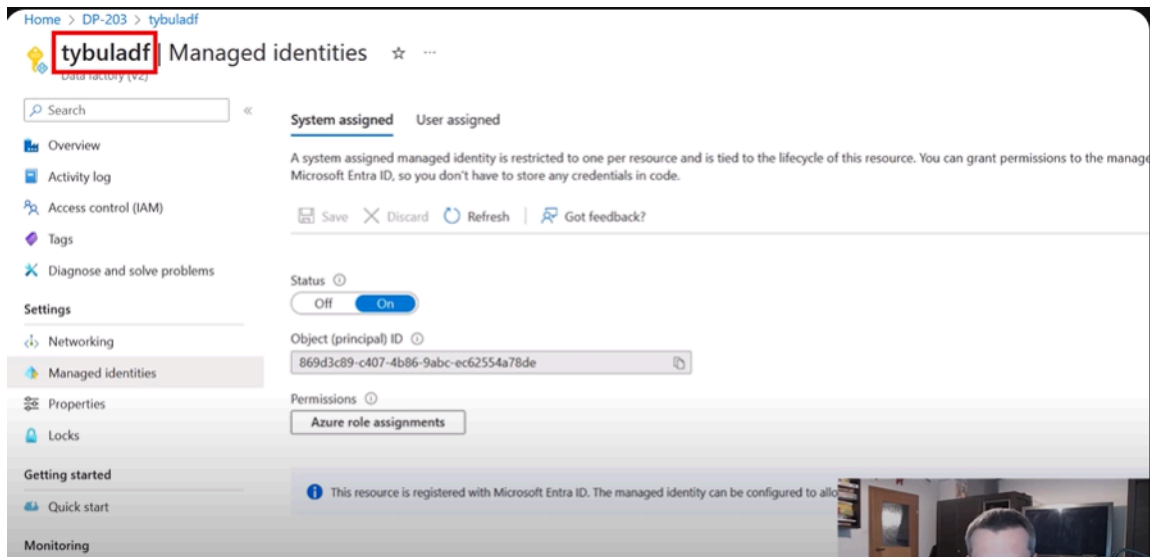 Home > DP-203 > tybuladf
tybuladf | Managed identities
Data factory (V2)
Search
Overview
Activity log
Access control (IAM)
Tags
Diagnose and solve problems
Settings
Networking
Managed identities
Properties
Locks
Getting started
Quick start
Monitoring
System assigned User assigned
A system assigned managed identity is restricted to one per resource and is tied to the lifecycle of this resource. You can grant permissions to the manage
Microsoft Entra ID, so you don't have to store any credentials in code.
Save Discard Refresh Got feedback?
Status
Off On
Object (principal) ID
869d3c89-c407-4b86-9abc-ec62554a78de
Permissions
Azure role assignments
This resource is registered with Microsoft Entra ID. The managed identity can be configured to allo